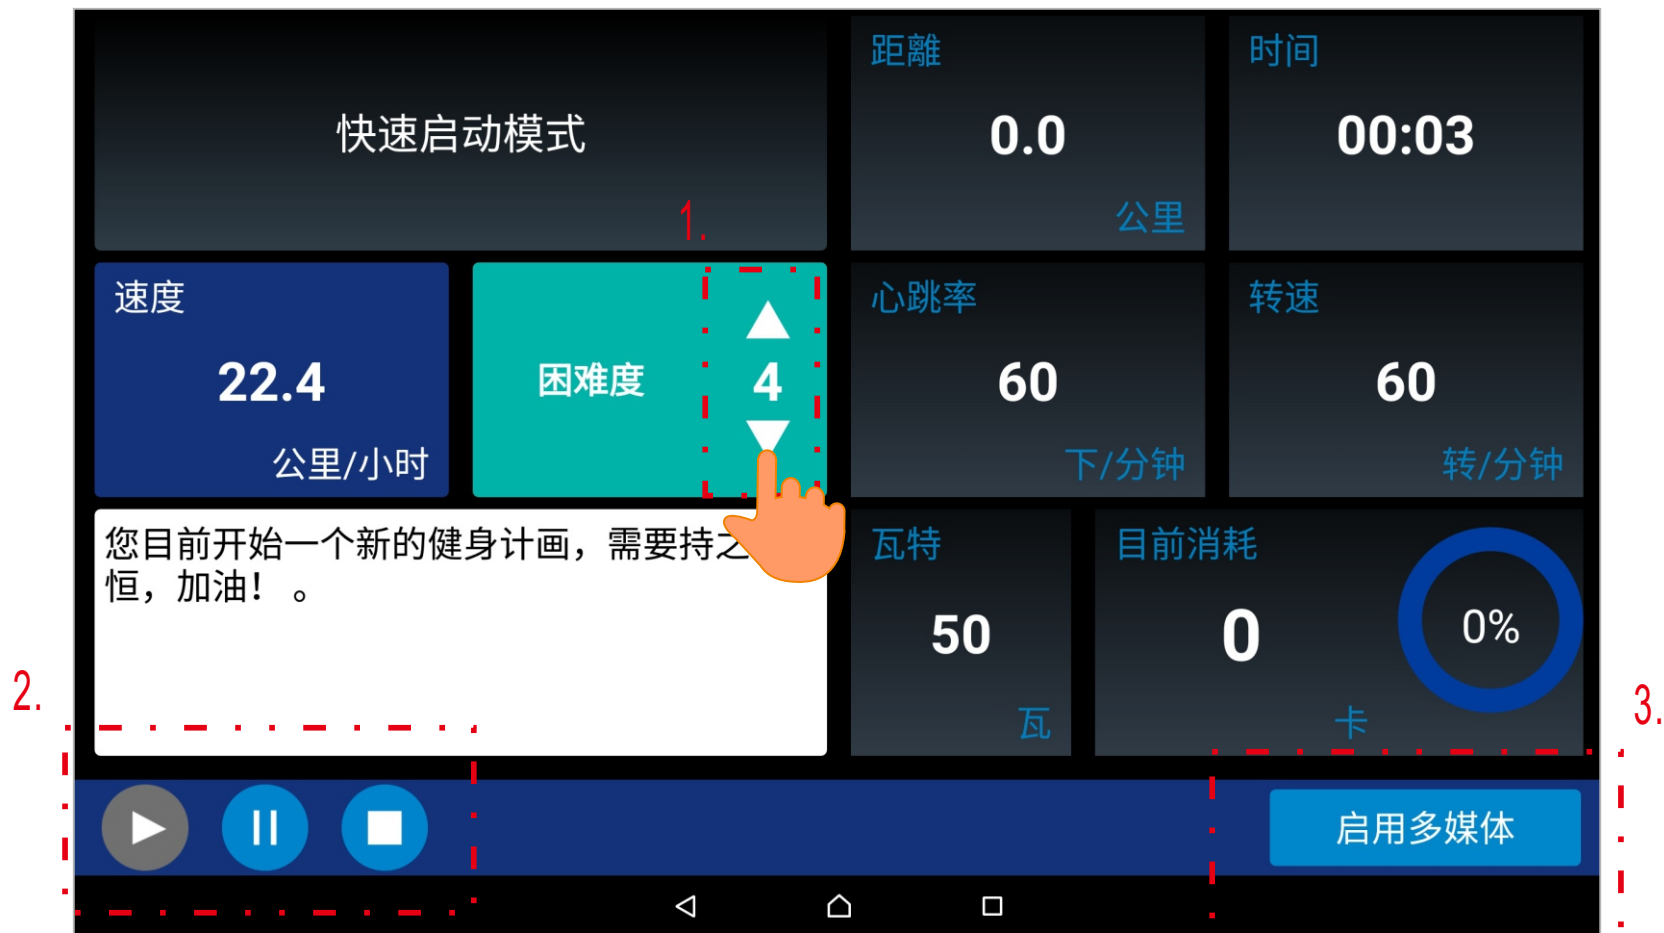 快速启动模式
距離
0.0
公里
时间
00:03
1.
速度
22.4
公里/小时
困难度
4
心跳率
60
下/分钟
转速
60
转/分钟
您目前开始一个新的健身计画，需要持之
恒，加油！ 。
瓦特
50
瓦
目前消耗
0
卡
0%
2.
3.
启用多媒体